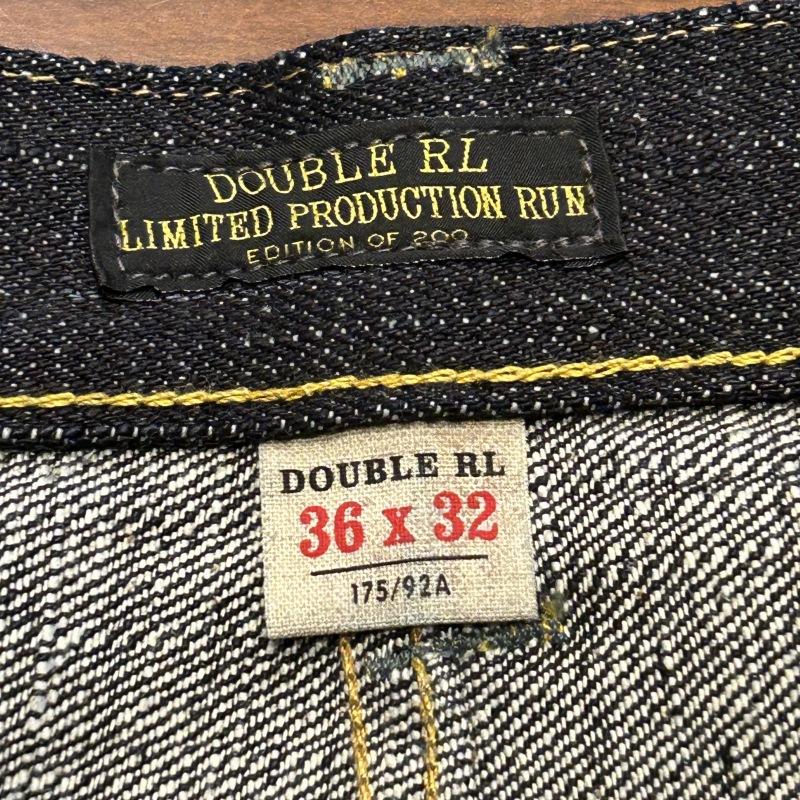 DOUBLE RL
LIMITED PRODUCTION RUN
EDITION OF 200
DOUBLE RL
36 x 32
175/92A